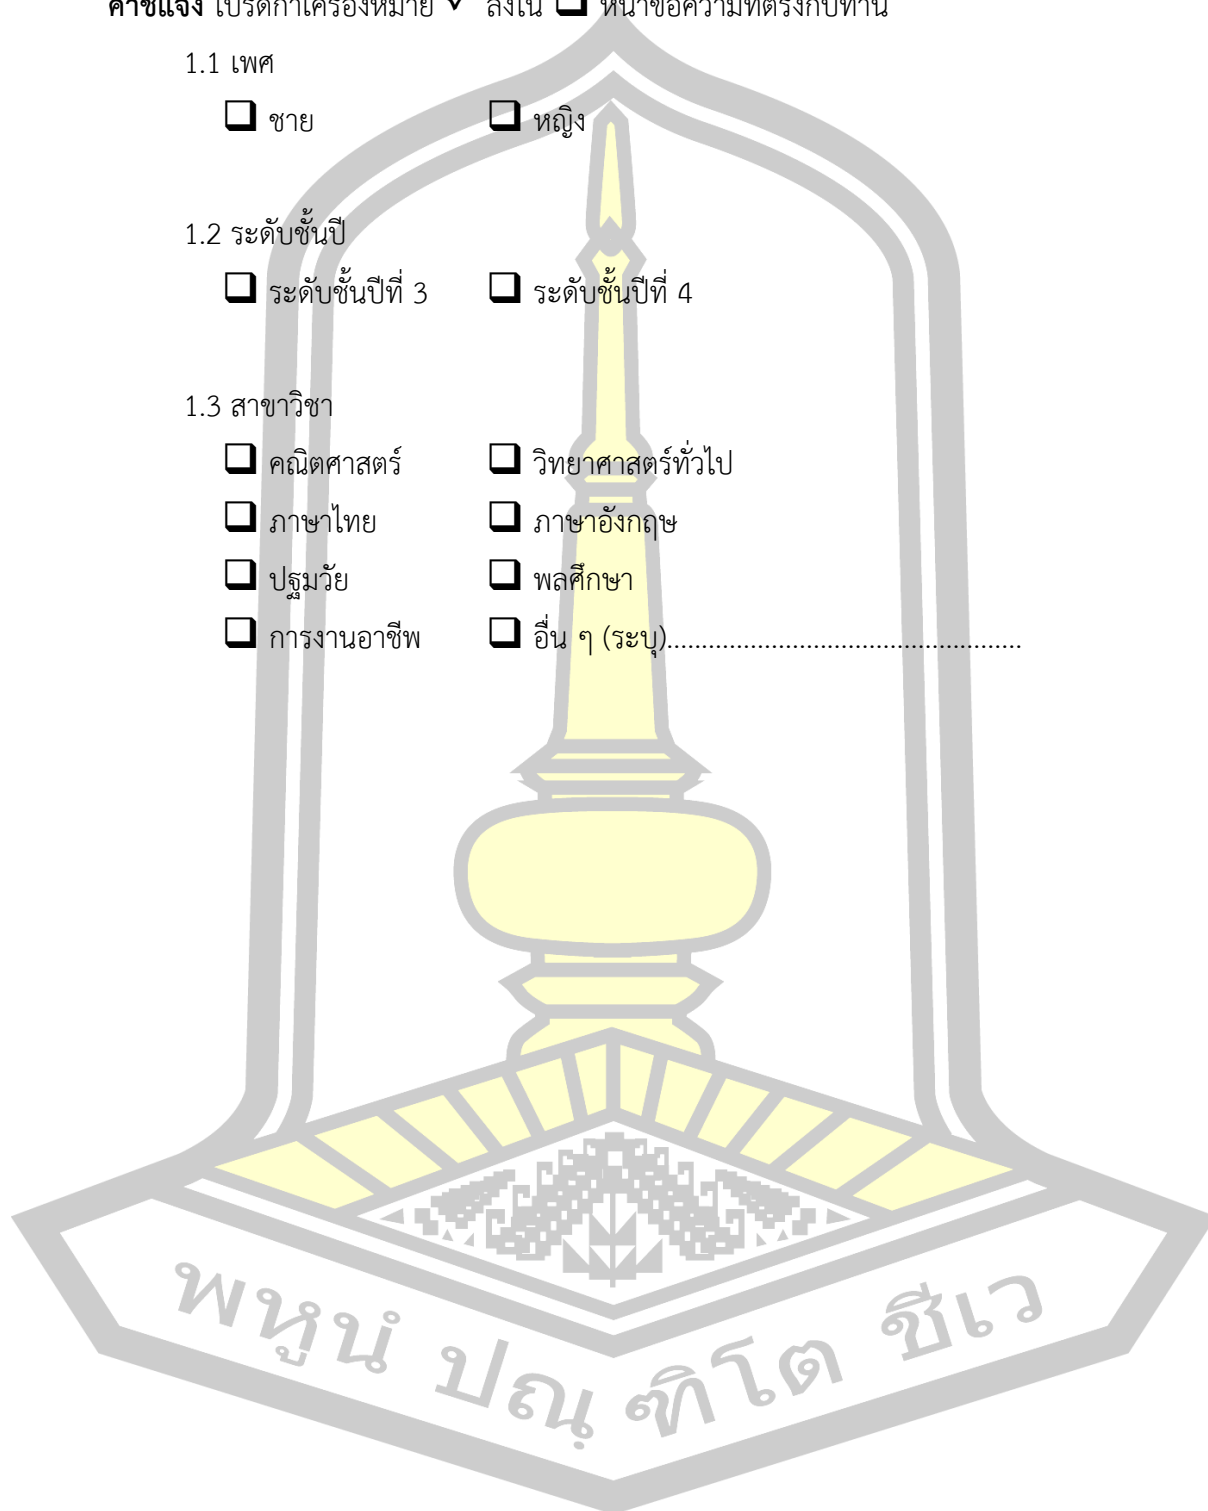 คำชี้แจง โปรดกาเครื่องหมาย ✓ ลงใน ❑ หน้าข้อความที่ตรงกับท่าน
1.1 เพศ
❑ ชาย ❑ หญิง
1.2 ระดับชั้นปี
❑ ระดับชั้นปีที่ 3 ❑ ระดับชั้นปีที่ 4
1.3 สาขาวิชา
❑ คณิตศาสตร์ ❑ วิทยาศาสตร์ทั่วไป
❑ ภาษาไทย ❑ ภาษาอังกฤษ
❑ ปฐมวัย ❑ พลศึกษา
❑ การงานอาชีพ ❑ อื่น ๆ (ระบุ)...................................................
พหูนํ ปณฺ ฑิโต ชีเว